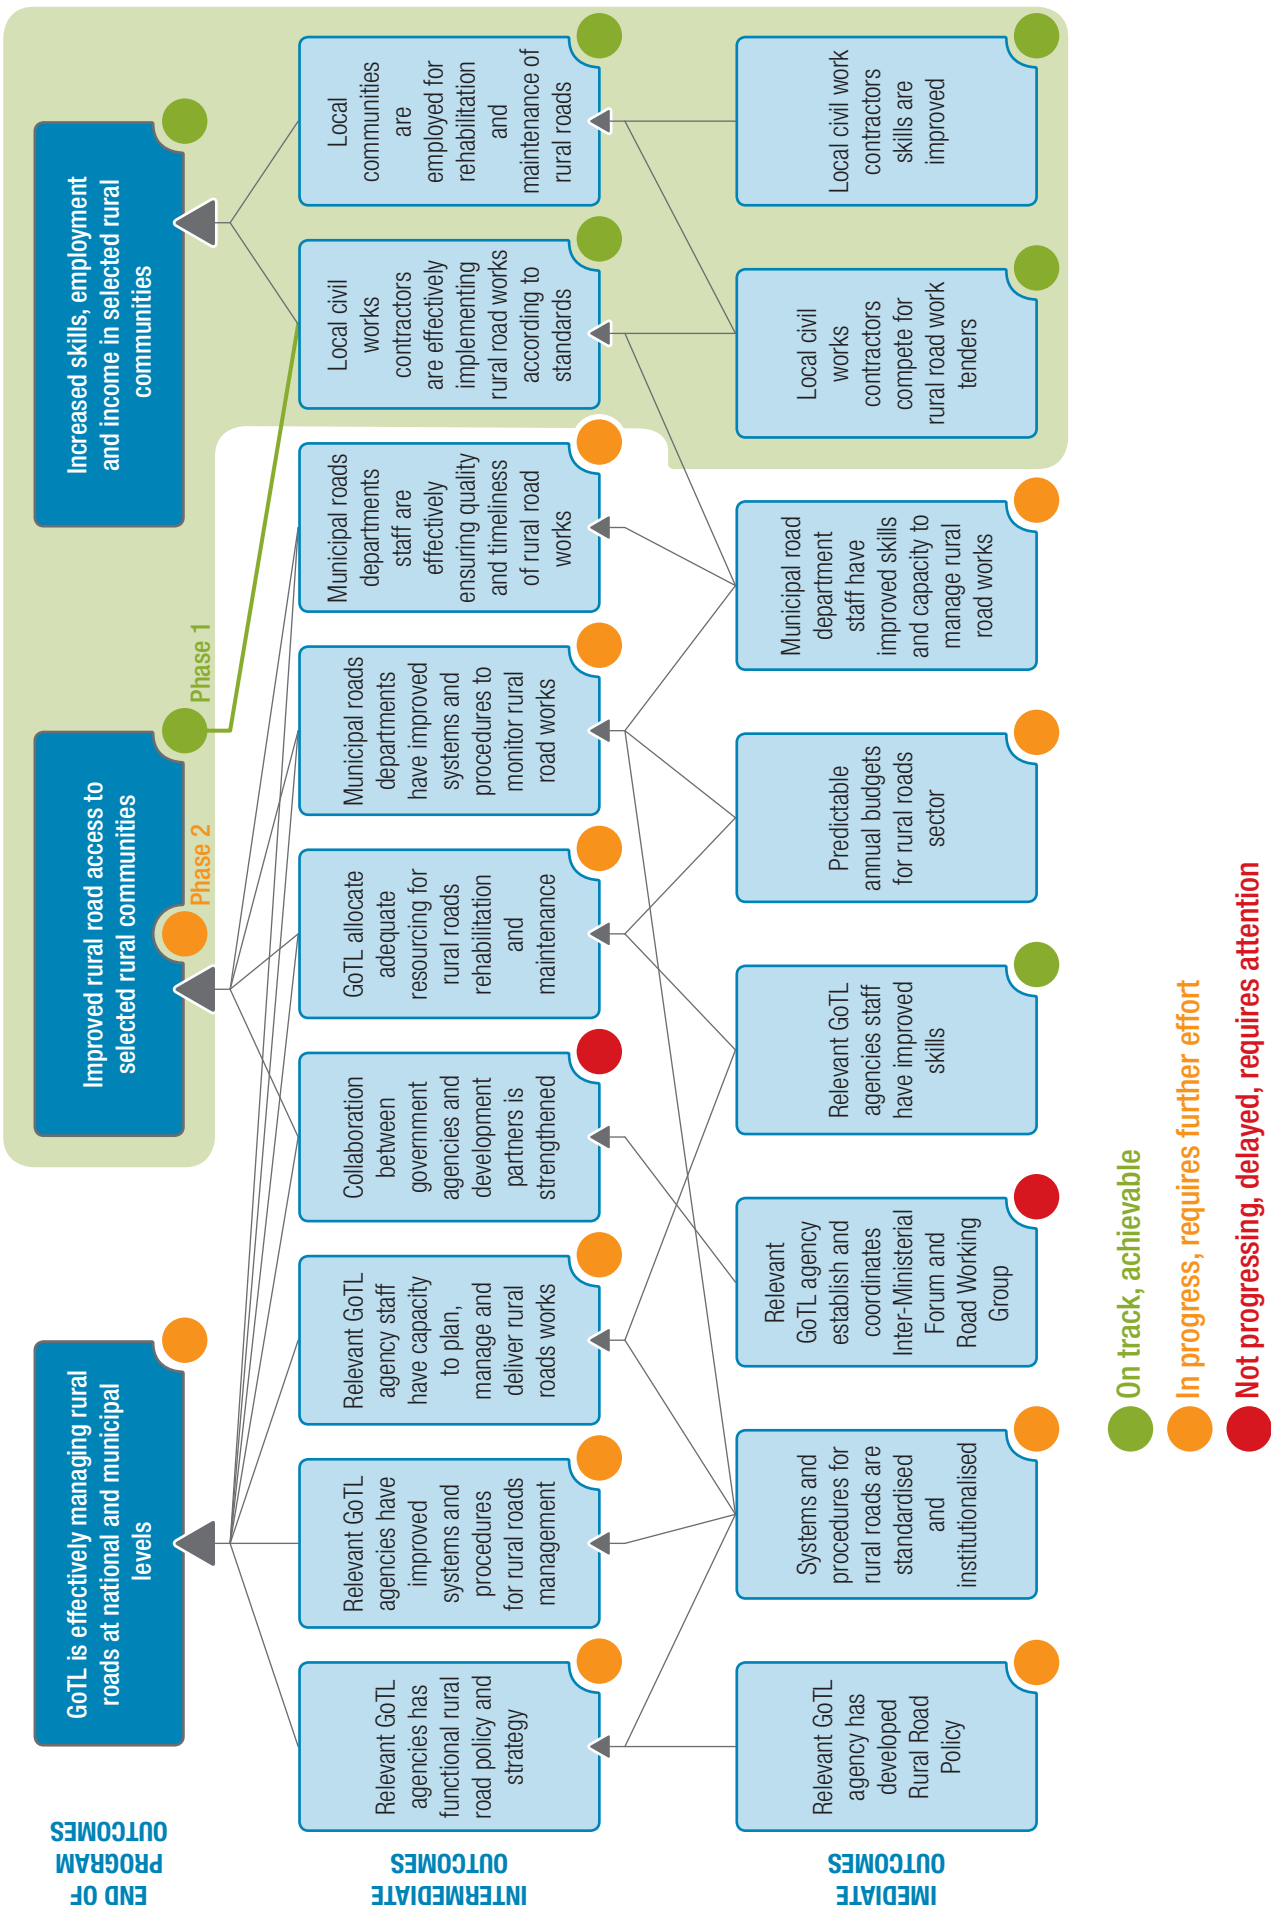 END OF
PROGRAM
OUTCOMES
GoTL is effectively managing rural
roads at national and municipal
levels
Improved rural road access to
selected rural communities
Increased skills, employment
and income in selected rural
communities
Phase 2
Phase 1
INTERMEDIATE
OUTCOMES
Relevant GoTL
agencies has
functional rural
road policy and
strategy
Relevant GoTL
agencies have
improved
systems and
procedures
for rural roads
management
Relevant GoTL
agency staff
have capacity
to plan,
manage and
deliver rural
roads works
Collaboration
between
government
agencies and
development
partners is
strengthened
GoTL allocate
adequate
resourcing for
rural roads
rehabilitation
and
maintenance
Municipal roads
departments
have improved
systems and
procedures to
monitor rural
road works
Municipal roads
departments
staff are
effectively
ensuring quality
and timeliness
of rural road
works
Local civil
works
contractors
are effectively
implementing
rural road works
according to
standards
Local
communities
are
employed for
rehabilitation
and
maintenance of
rural roads
IMEDIATE
OUTCOMES
Relevant GoTL
agency has
developed
Rural Road
Policy
Systems and
procedures for
rural roads are
standardised
and
institutionalised
Relevant
GoTL agency
establish and
coordinates
Inter-Ministerial
Forum and
Road Working
Group
Relevant GoTL
agencies staff
have improved
skills
Predictable
annual budgets
for rural roads
sector
Municipal road
department
staff have
improved skills
and capacity to
manage rural
road works
Local civil
works
contractors
compete for
rural road work
tenders
Local civil work
contractors
skills are
improved
On track, achievable
In progress, requires further effort
Not progressing, delayed, requires attention